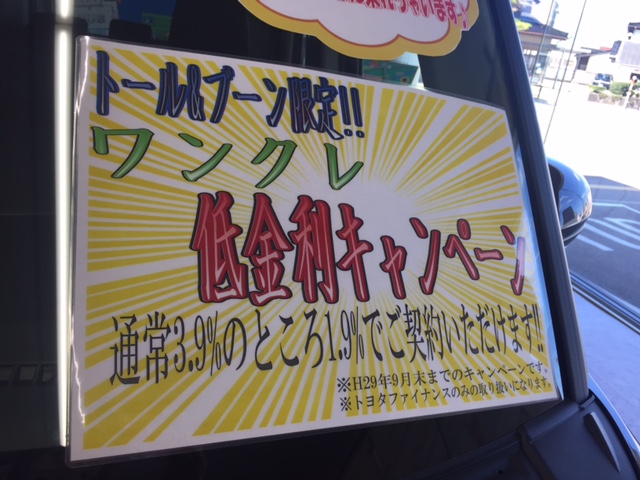 トール&ブーン限定!!
ワンクレ
低金利キャンペーン
通常3.9%のところ1.9%でご契約いただけます!!
※H29年9月末までのキャンペーンです。
※トヨタファイナンスのみの取り扱いになります。